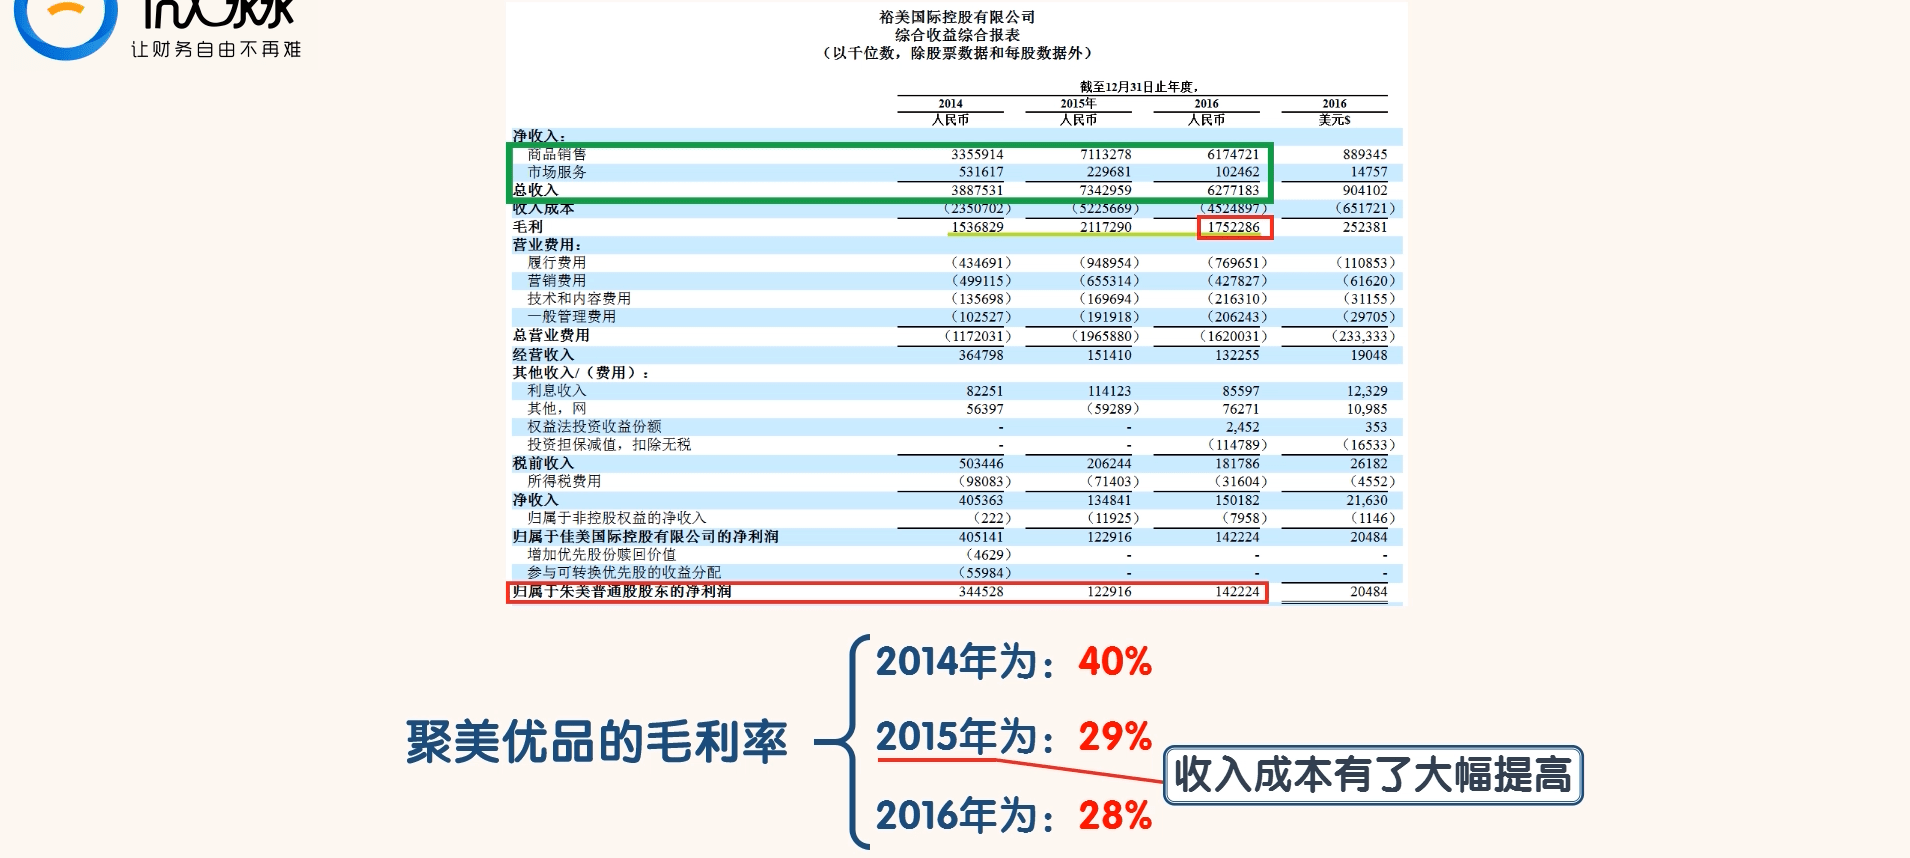 让财务自由不再难
裕美国际控股有限公司
综合收益综合报表
（以千位数，除股票数据和每股数据外）
截至12月31日止年度，
2014 2015年 2016 2016
人民币 人民币 人民币 美元$
净收入：
商品销售 3355914 7113278 6174721 889345
市场服务 531617 229681 102462 14757
总收入 3887531 7342959 6277183 904102
收入成本 （2350702） （5225669） （4524897） （651721）
毛利 1536829 2117290 1752286 252381
营业费用：
履行费用 （434691） （948954） （769651） （110853）
营销费用 （499115） （655314） （427827） （61620）
技术和内容费用 （135698） （169694） （216310） （31155）
一般管理费用 （102527） （191918） （206243） （29705）
总营业费用 （1172031） （1965880） （1620031） （233,333）
经营收入 364798 151410 132255 19048
其他收入/（费用）：
利息收入 82251 114123 85597 12,329
其他，网 56397 （59289） 76271 10,985
权益法投资收益份额 - - 2,452 353
投资担保减值，扣除无税 - - （114789） （16533）
税前收入 503446 206244 181786 26182
所得税费用 （98083） （71403） （31604） （4552）
净收入 405363 134841 150182 21,630
归属于非控股权益的净收入 （222） （11925） （7958） （1146）
归属于佳美国际控股有限公司的净利润 405141 122916 142224 20484
增加优先股份赎回价值 （4629） - - -
参与可转换优先股的收益分配 （55984） - - -
归属于朱美普通股股东的净利润 344528 122916 142224 20484
2014年为：40%
聚美优品的毛利率
2015年为：29%
收入成本有了大幅提高
2016年为：28%